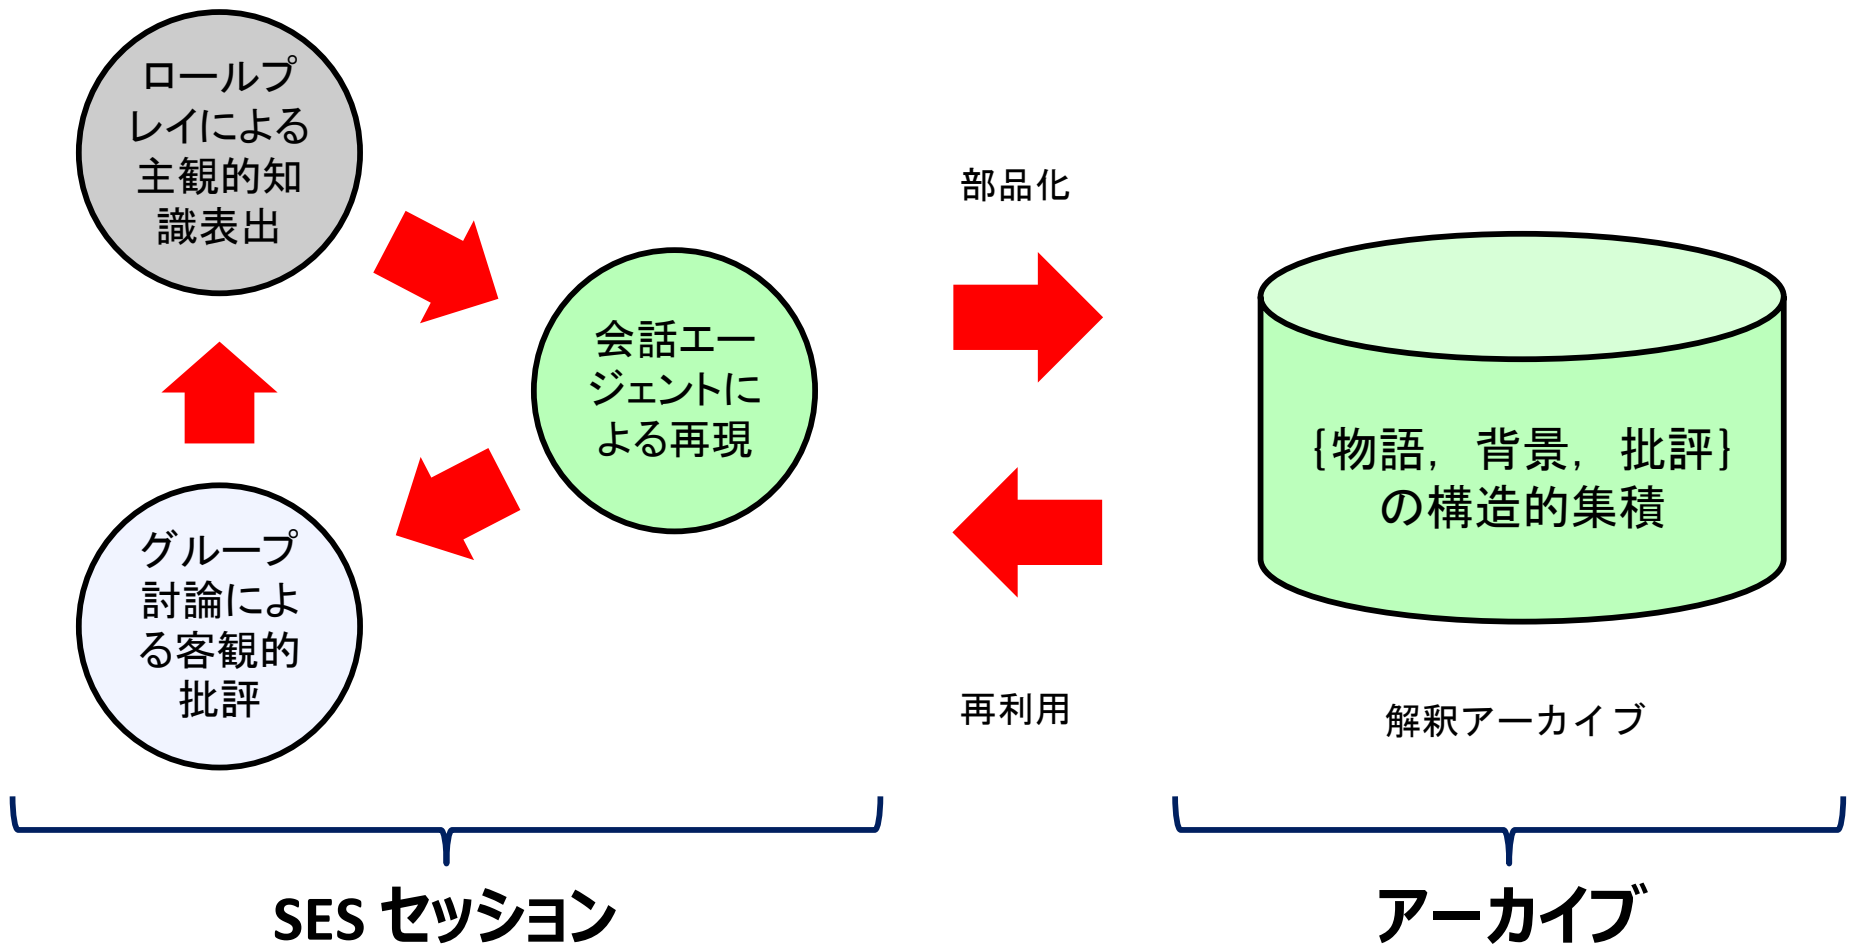 ロールプ
レイによる
主観的知
識表出
会話エー
ジェントに
よる再現
グループ
討論によ
る客観的
批評
部品化
再利用
{物語，背景，批評}
の構造的集積
解釈アーカイブ
SES セッション
アーカイブ